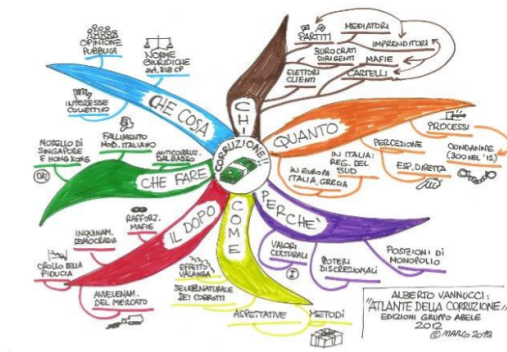 CORRUZIONE
CHI
PARTITI
MEDIATORI
IMPRENDITORI
BUROCRATI
DIRIGENTI
MAFIE
ELETTORI
CLIENTI
CARTELLI
QUANTO
PROCESSI
CONDANNE
(300 NEL '12)
PERCEZIONE
ESP. DIRETTA
IN ITALIA:
REG. DEL
SUD
IN EUROPA
ITALIA, GRECIA
PERCHE'
VALORI
CULTURALI
POTERI
DISCREZIONALI
POSIZIONI DI
MONOPOLIO
COME
EFFETTO
VALANGA
NATURALE
DEI CORROTTI
ASPETTATIVE
METODI
IL DOPO
RAFFORZ.
MAFIE
INQUINAM.
DEMOCRAZIA
CROLLO DELLA
FIDUCIA
AVVELENAM.
DEL MERCATO
CHE FARE
MODELLO DI
SINGAPORE
E HONG KONG
FALLIMENTO
MOD. ITALIANO
ANTICORRUZ.
DAL BASSO
CHE COSA
OPINIONE
PUBBLICA
NORME
GIURIDICHE
art. 318 CP
INTERESSE
COLLETTIVO
ALBERTO VANNUCCI:
"ATLANTE DELLA CORRUZIONE"
EDIZIONI GRUPPO ABELE
2012
© MARG 2012